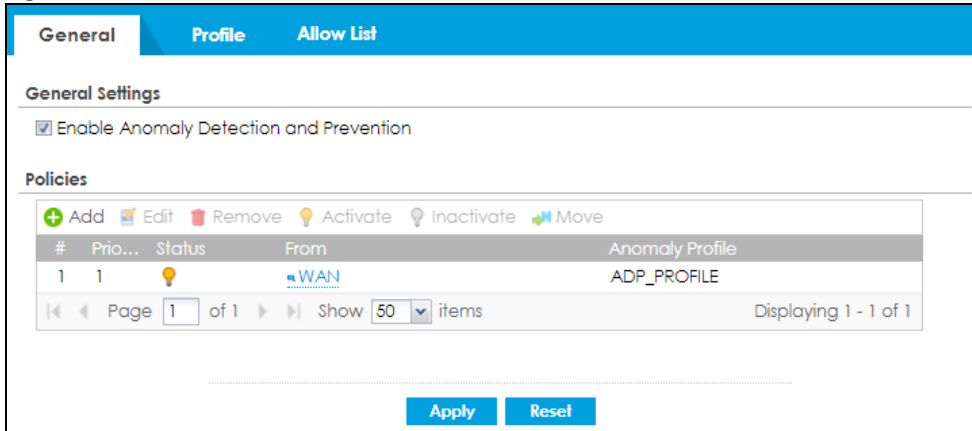 General Profile Allow List
General Settings
Enable Anomaly Detection and Prevention
Policies
Add Edit Remove Activate Inactivate Move
# Prio... Status From Anomaly Profile
1 1 WAN ADP_PROFILE
Page 1 of 1 Show 50 items Displaying 1 - 1 of 1
Apply Reset